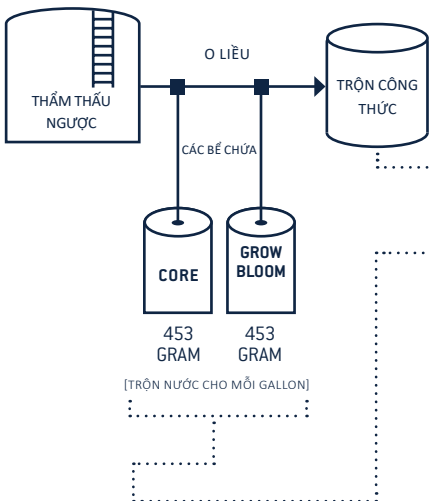 O LIỀU
THẨM THẤU
NGƯỢC
TRỘN CÔNG
THỨC
CÁC BỂ CHỨA
CORE
GROW
BLOOM
453
GRAM
453
GRAM
[TRỘN NƯỚC CHO MỖI GALLON]